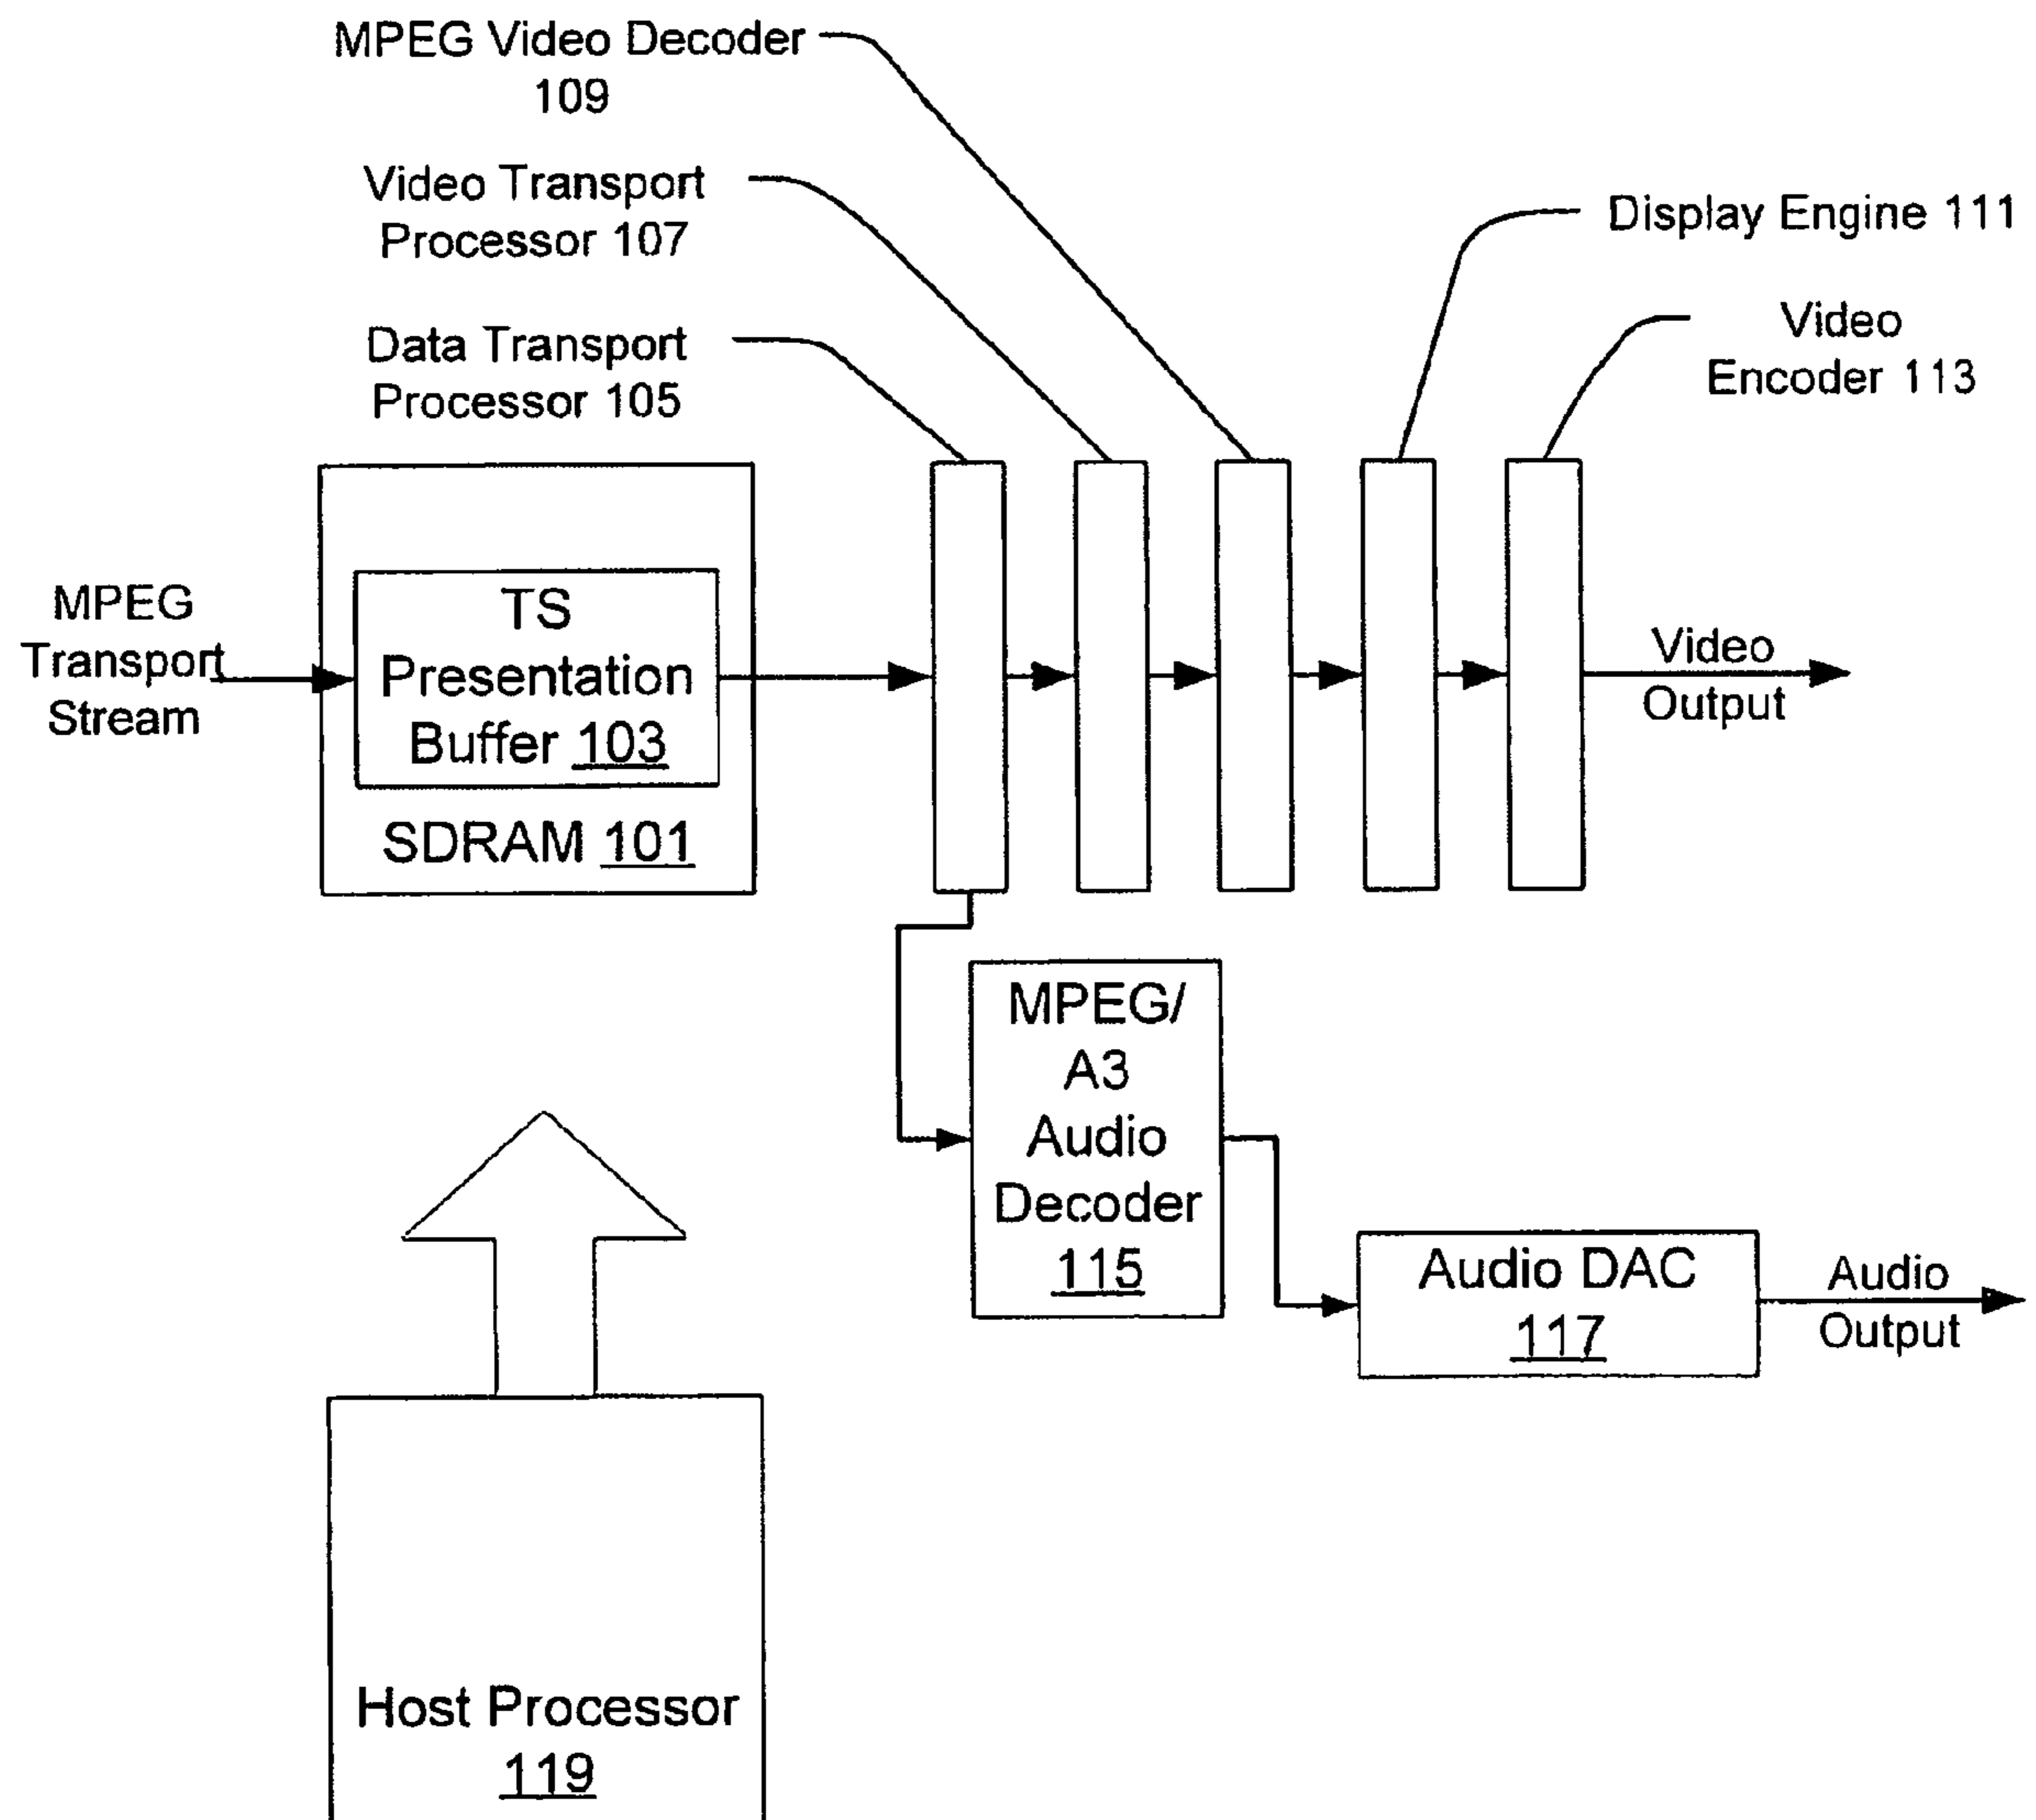 MPEG Video Decoder
109
Video Transport
Processor 107
Data Transport
Processor 105
Display Engine 111
Video
Encoder 113
MPEG
Transport
Stream
TS
Presentation
Buffer 103
SDRAM 101
Video
Output
MPEG/
A3
Audio
Decoder
115
Audio DAC
117
Audio
Output
Host Processor
119